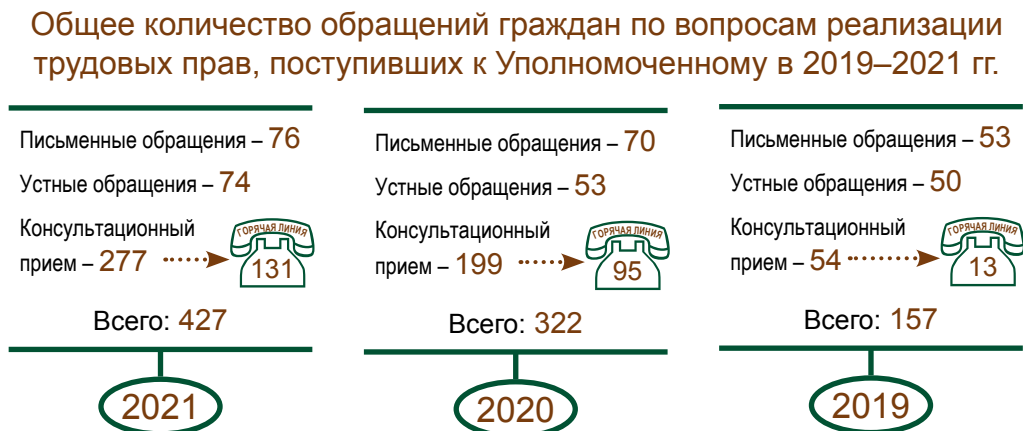 Общее количество обращений граждан по вопросам реализации
трудовых прав, поступивших к Уполномоченному в 2019–2021 гг.
Письменные обращения – 76
Устные обращения – 74
Консультационный
прием – 277
ГОРЯЧАЯ ЛИНИЯ
131
Всего: 427
2021
Письменные обращения – 70
Устные обращения – 53
Консультационный
прием – 199
ГОРЯЧАЯ ЛИНИЯ
95
Всего: 322
2020
Письменные обращения – 53
Устные обращения – 50
Консультационный
прием – 54
ГОРЯЧАЯ ЛИНИЯ
13
Всего: 157
2019